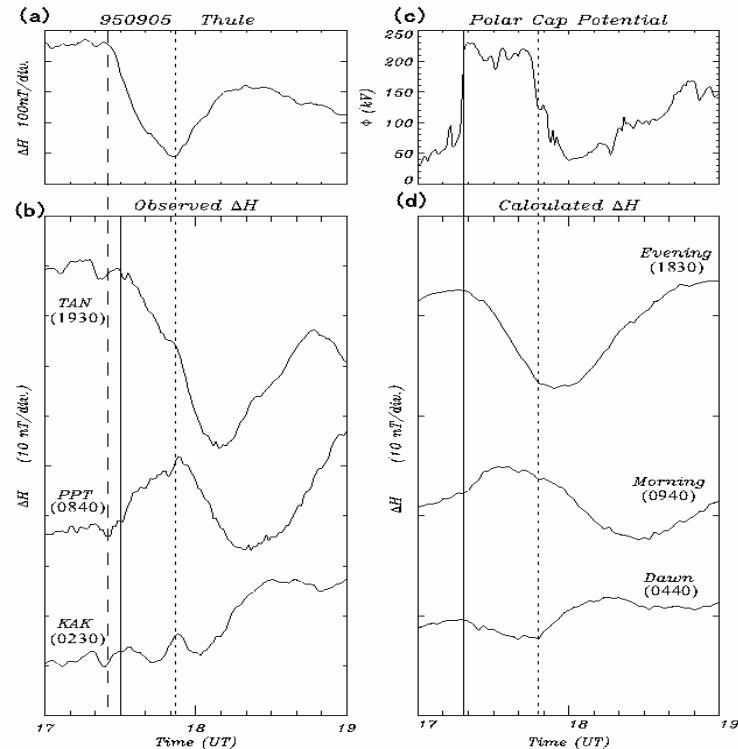 (a)
950905 Thule
ΔH 100nT/div.
(b)
Observed ΔH
TAN
(1930)
PPT
(0840)
KAK
(0230)
ΔH (10 nT/div.)
17
18
19
Time (UT)
(c)
Polar Cap Potential
250
200
150
100
50
0
Φ (kV)
(d)
Calculated ΔH
Evening
(1830)
Morning
(0940)
Dawn
(0440)
ΔH (10 nT/div.)
17
18
19
Time (UT)